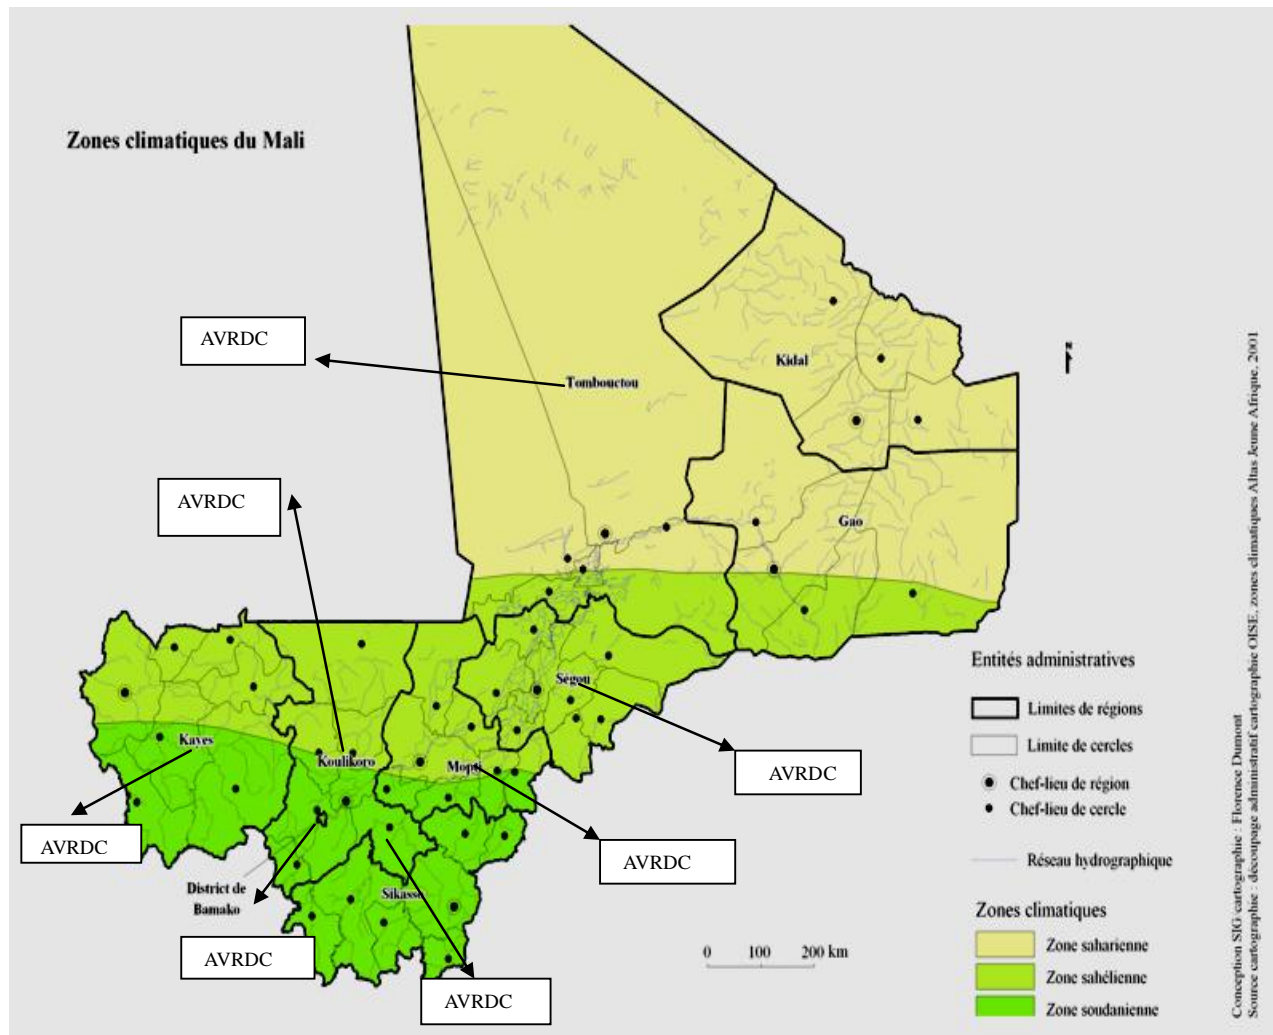 Zones climatiques du Mali
AVRDC
Tombouctou
Kidal
AVRDC
Gao
Ségou
Kayes
Koulikoro
Mopti
AVRDC
AVRDC
AVRDC
District de
Bamako
Sikasso
AVRDC
AVRDC
N
0 100 200 km
Entités administratives
Limites de régions
Limite de cercles
Chef-lieu de région
Chef-lieu de cercle
Réseau hydrographique
Zones climatiques
Zone saharienne
Zone sahélienne
Zone soudanienne
Conception SIG cartographie : Florence Dumont
Source cartographie : découpage administratif cartographie OISE, zones climatiques Altas Jeune Afrique, 2001